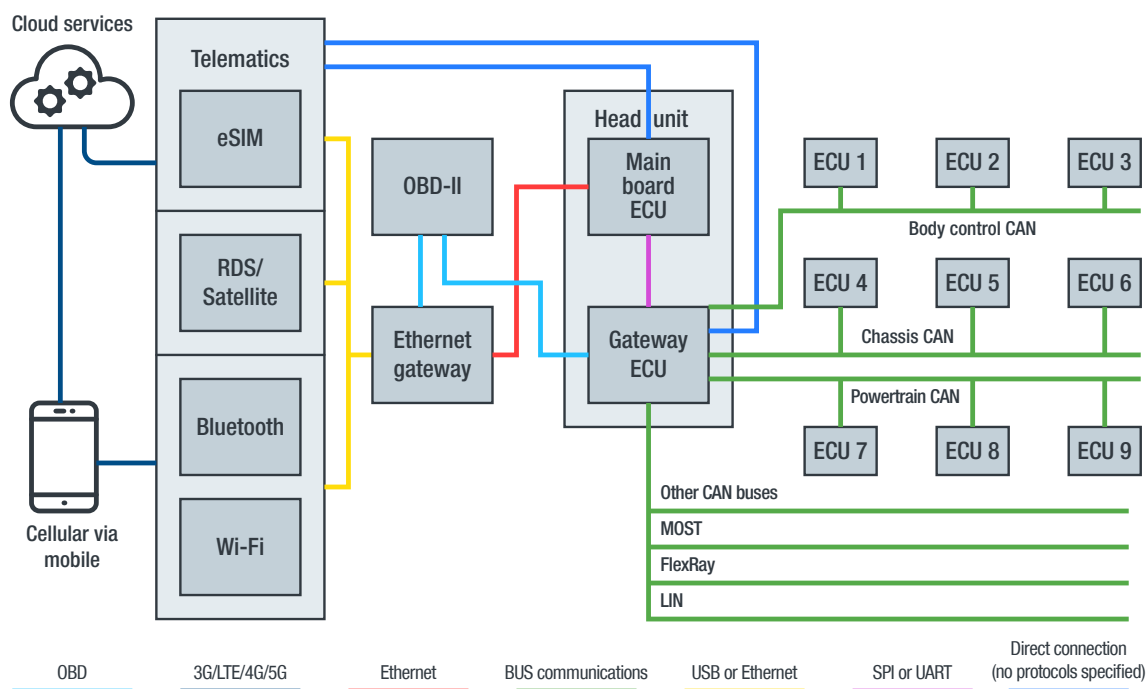 Cloud services
Telematics
eSIM
RDS/
Satellite
Bluetooth
Wi-Fi
Cellular via
mobile
OBD-II
Ethernet
gateway
Head unit
Main
board
ECU
Gateway
ECU
ECU 1
ECU 2
ECU 3
Body control CAN
ECU 4
ECU 5
ECU 6
Chassis CAN
Powertrain CAN
ECU 7
ECU 8
ECU 9
Other CAN buses
MOST
FlexRay
LIN
OBD
3G/LTE/4G/5G
Ethernet
BUS communications
USB or Ethernet
SPI or UART
Direct connection
(no protocols specified)